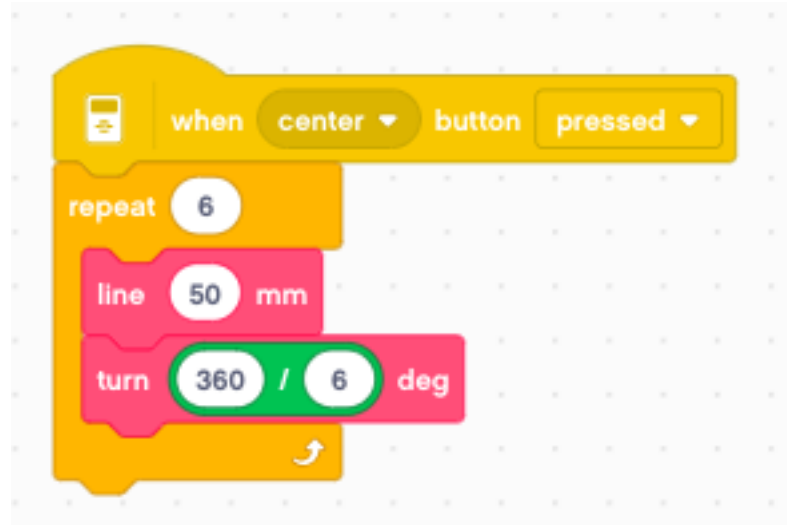 when center button pressed
repeat 6
line 50 mm
turn 360 / 6 deg